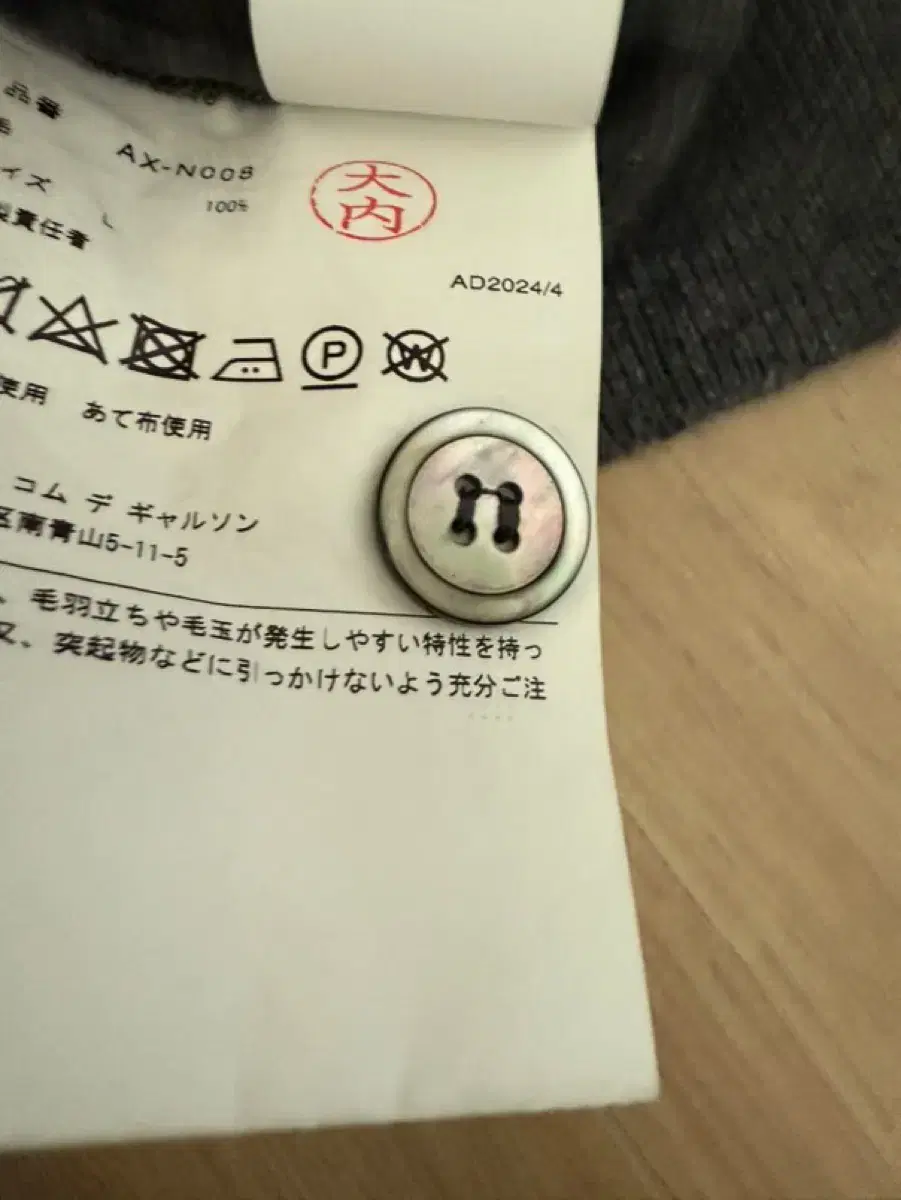 品番
AX-N008
毛
100%
イズ
L
製責任者
大内
AD2024/4
P
W
使用 あて布使用
コム デ ギャルソン
区南青山5-11-5
、毛羽立ちや毛玉が発生しやすい特性を持っ
又、突起物などに引っかけないよう充分ご注